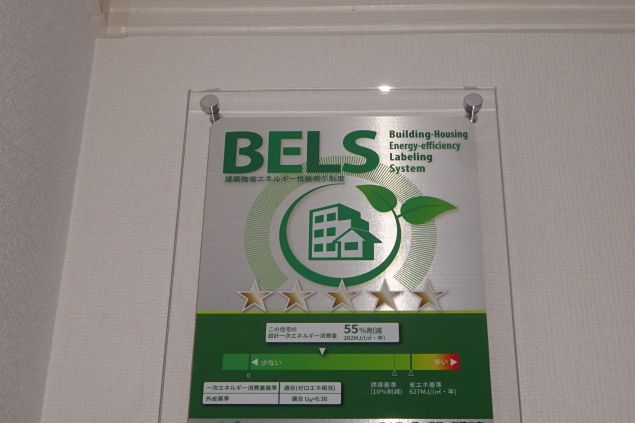 BELS
Building-Housing
Energy-efficiency
Labeling
System
建築物省エネルギー性能表示制度
この住宅の
設計一次エネルギー消費量
55%削減
282MJ/(㎡・年)
少ない
多い
0
誘導基準
(10%削減)
省エネ基準
627MJ/(㎡・年)
一次エネルギー消費量基準 適合(ゼロエネ相当)
外皮基準 適合 UA=0.30